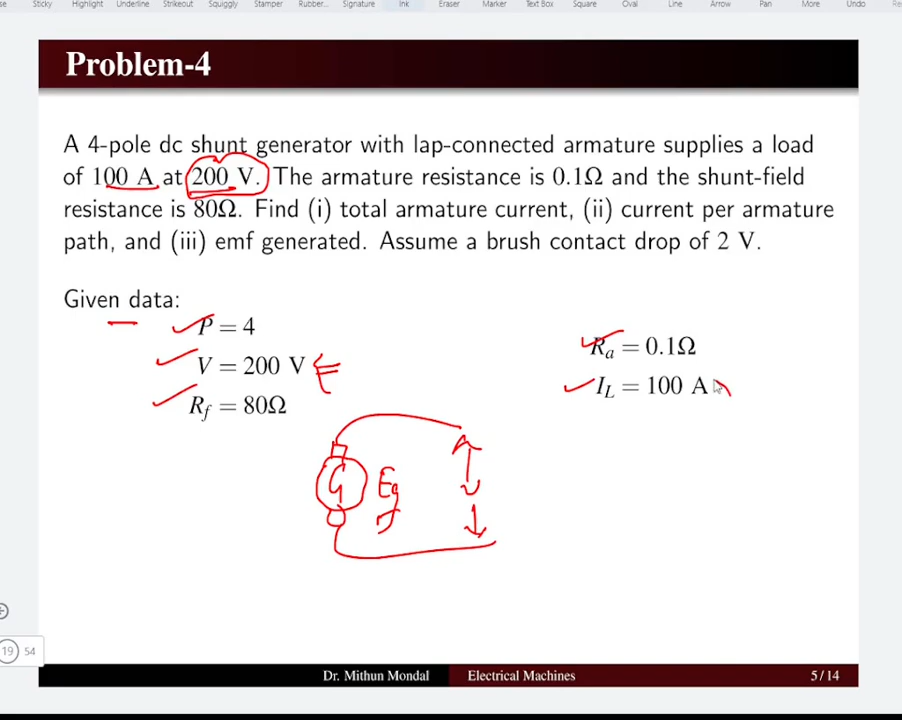 Highlight Underline Strikeout Squiggly Stamper Rubber... Signature Ink Eraser Marker Text Box Square Oval Line Arrow Pan More Undo
Problem-4
A 4-pole dc shunt generator with lap-connected armature supplies a load
of 100 A at 200 V. The armature resistance is 0.1Ω and the shunt-field
resistance is 80Ω. Find (i) total armature current, (ii) current per armature
path, and (iii) emf generated. Assume a brush contact drop of 2 V.
Given data:
P = 4
V = 200 V
R_f = 80Ω
R_a = 0.1Ω
I_L = 100 A
G
Eg
V
19 54
Dr. Mithun Mondal Electrical Machines 5/14